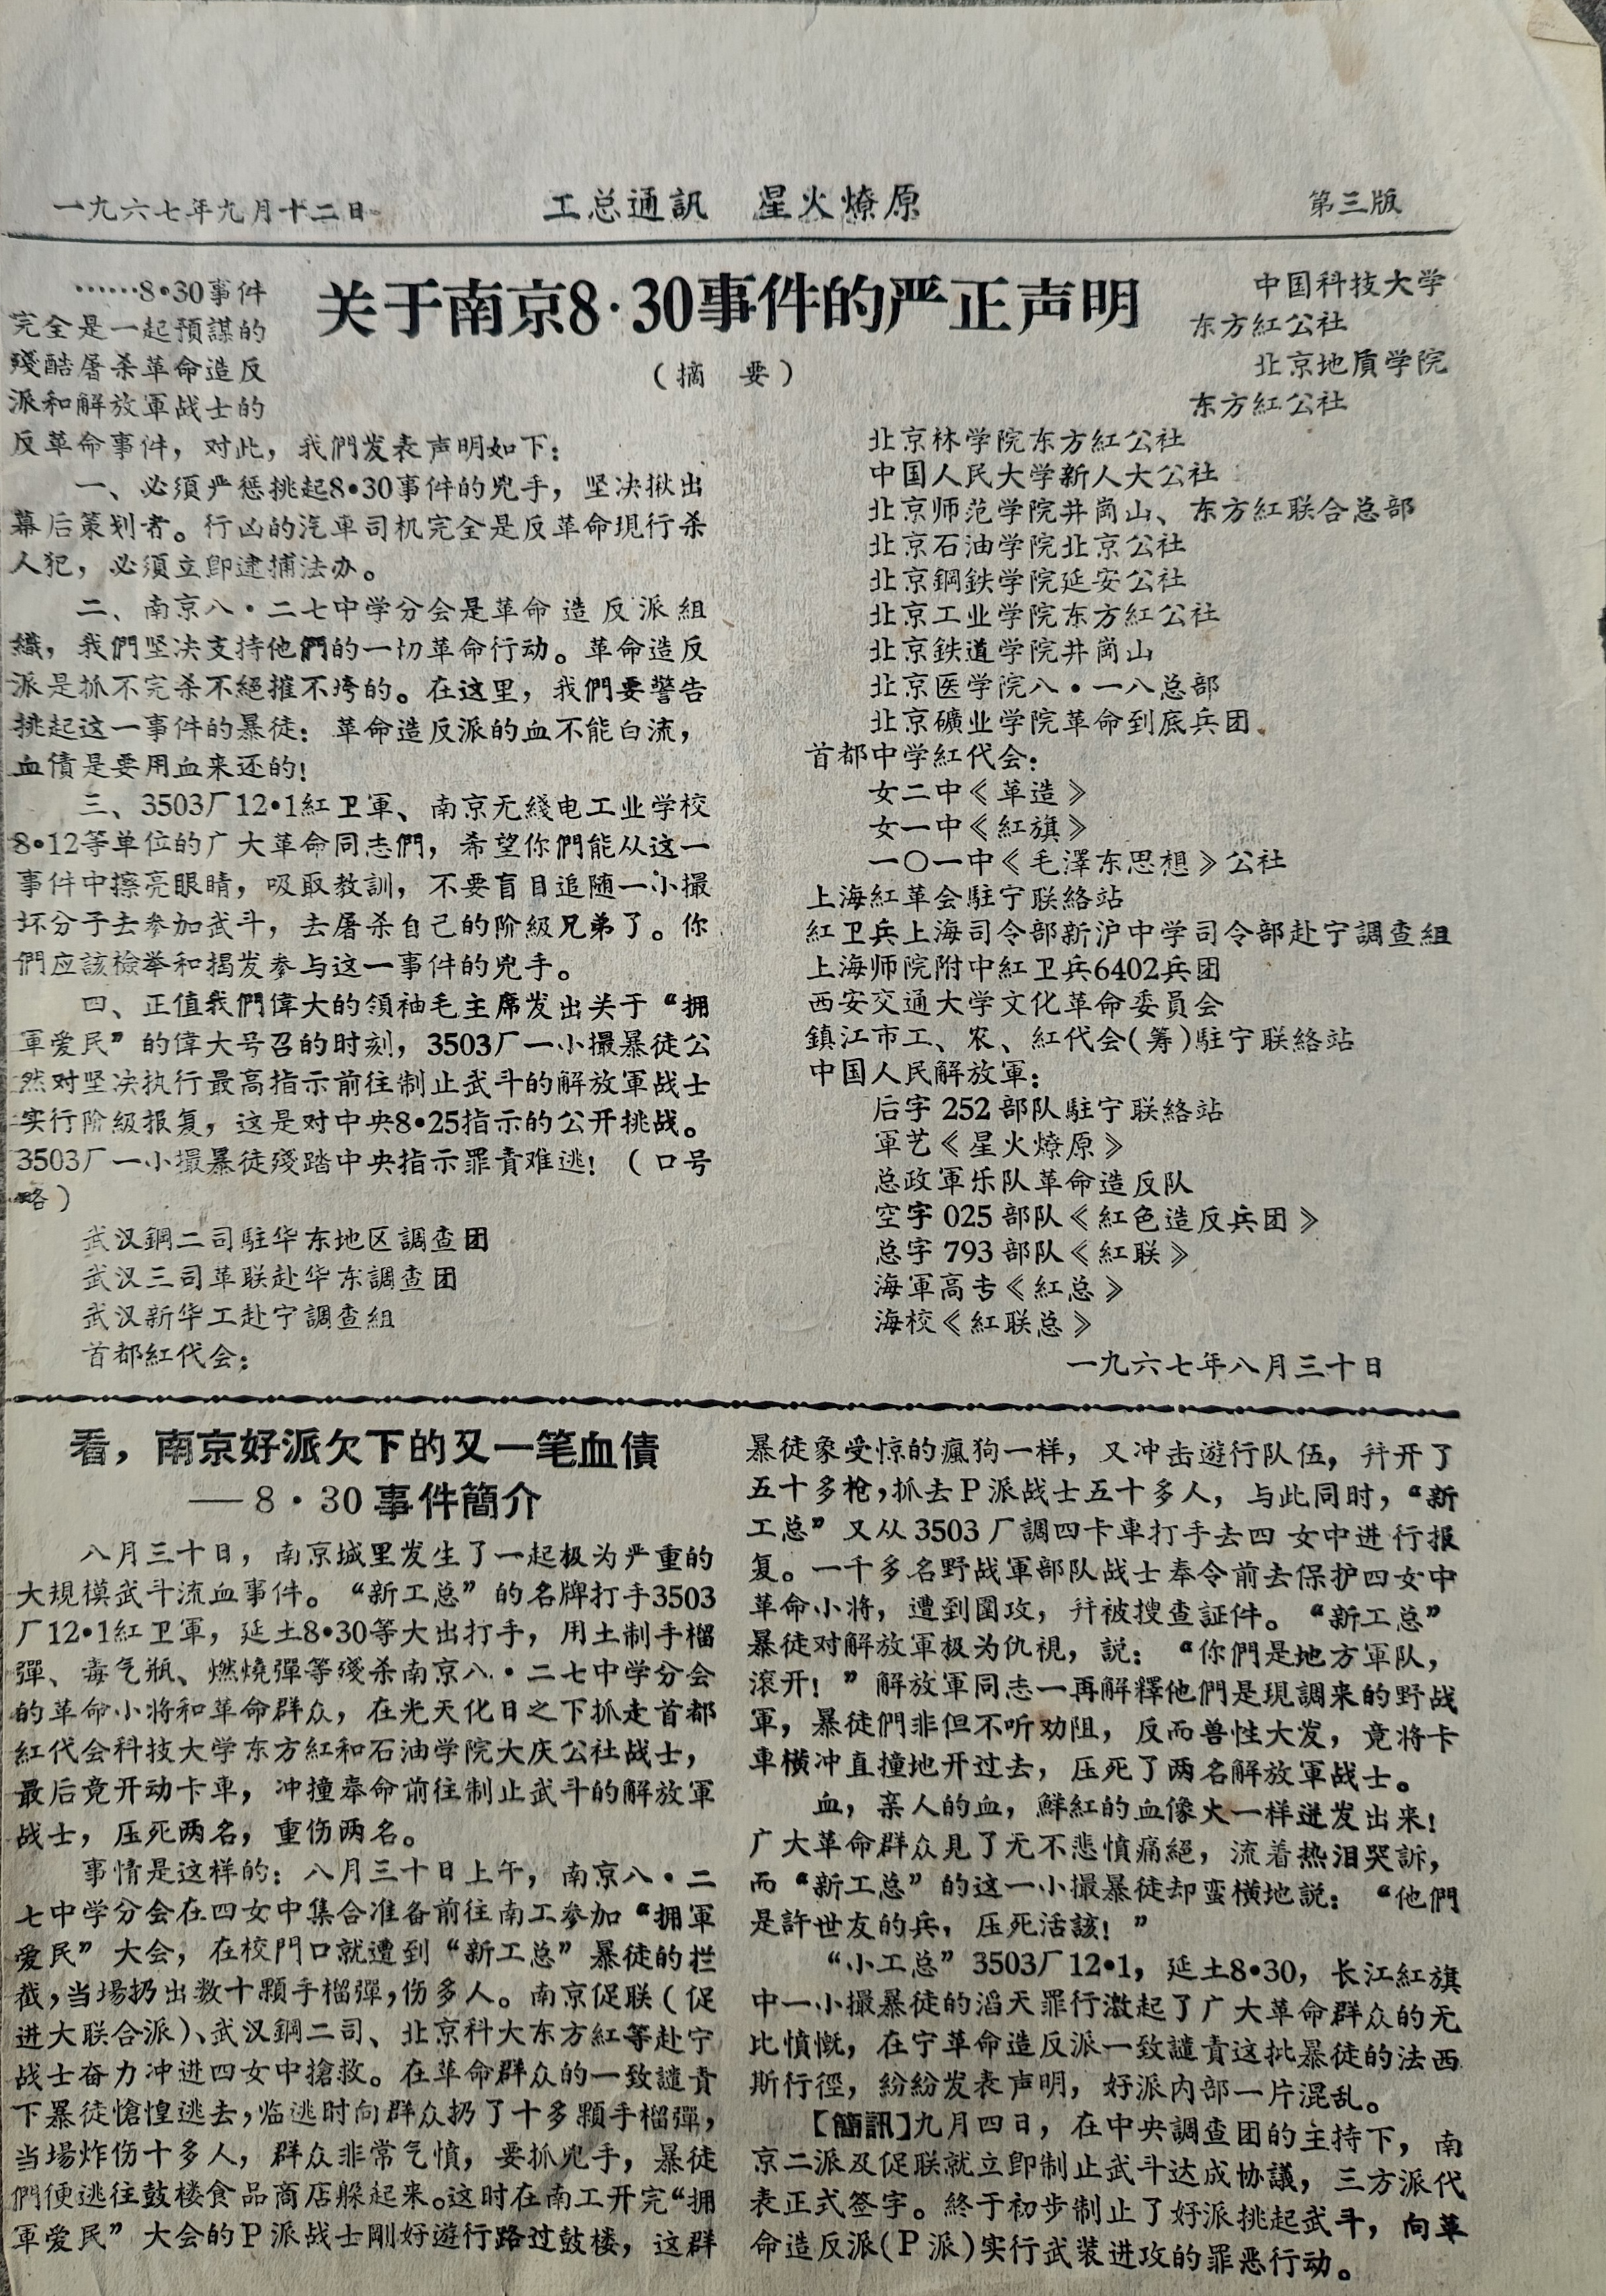 一九六七年九月十二日
工总通訊 星火燎原
第三版
关于南京8·30事件的严正声明
（摘 要）
……8•30事件
完全是一起預謀的
殘酷屠杀革命造反
派和解放軍战士的
反革命事件，对此，我們发表声明如下：
一、必須严惩挑起8•30事件的兇手，坚决揪出
幕后策划者。行凶的汽車司机完全是反革命現行杀
人犯，必須立卽逮捕法办。
二、南京八·二七中学分会是革命造反派組
織，我們坚决支持他們的一切革命行动。革命造反
派是抓不完杀不絕摧不垮的。在这里，我們要警告
挑起这一事件的暴徒：革命造反派的血不能白流，
血債是要用血来还的！
三、3503厂12•1紅卫軍、南京无綫电工业学校
8•12等单位的广大革命同志們，希望你們能从这一
事件中擦亮眼睛，吸取教訓，不要盲目追随一小撮
坏分子去参加武斗，去屠杀自己的阶級兄弟了。你
們应該檢举和揭发参与这一事件的兇手。
四、正值我們偉大的領袖毛主席发出关于“拥
軍爱民”的偉大号召的时刻，3503厂一小撮暴徒公
然对坚决执行最高指示前往制止武斗的解放軍战士
实行阶級报复，这是对中央8•25指示的公开挑战。
3503厂一小撮暴徒殘踏中央指示罪責难逃！（口号
略）
武汉鋼二司駐华东地区調查团
武汉三司革联赴华东調查团
武汉新华工赴宁調查組
首都紅代会：
中国科技大学
东方紅公社
北京地质学院
东方紅公社
北京林学院东方紅公社
中国人民大学新人大公社
北京师范学院井崗山、东方紅联合总部
北京石油学院北京公社
北京鋼鉄学院延安公社
北京工业学院东方紅公社
北京鉄道学院井崗山
北京医学院八·一八总部
北京礦业学院革命到底兵团
首都中学紅代会：
女二中《革造》
女一中《紅旗》
一〇一中《毛澤东思想》公社
上海紅革会駐宁联絡站
紅卫兵上海司令部新沪中学司令部赴宁調查組
上海师院附中紅卫兵6402兵团
西安交通大学文化革命委員会
鎮江市工、农、紅代会(筹)駐宁联絡站
中国人民解放軍：
后字252部队駐宁联絡站
軍艺《星火燎原》
总政軍乐队革命造反队
空字025部队《紅色造反兵团》
总字793部队《紅联》
海軍高专《紅总》
海校《紅联总》
一九六七年八月三十日
看，南京好派欠下的又一笔血債
——8·30事件簡介
八月三十日，南京城里发生了一起极为严重的
大規模武斗流血事件。“新工总”的名牌打手3503
厂12•1紅卫軍，延土8•30等大出打手，用土制手榴
彈、毒气瓶、燃燒彈等殘杀南京八·二七中学分会
的革命小将和革命群众，在光天化日之下抓走首都
紅代会科技大学东方紅和石油学院大庆公社战士，
最后竟开动卡車，冲撞奉命前往制止武斗的解放軍
战士，压死两名，重伤两名。
事情是这样的：八月三十日上午，南京八·二
七中学分会在四女中集合准备前往南工参加“拥軍
爱民”大会，在校門口就遭到“新工总”暴徒的拦
截，当場扔出数十顆手榴彈，伤多人。南京促联（促
进大联合派）、武汉鋼二司、北京科大东方紅等赴宁
战士奋力冲进四女中搶救。在革命群众的一致譴責
下暴徒愴惶逃去，临逃时向群众扔了十多顆手榴彈，
当場炸伤十多人，群众非常气憤，要抓兇手，暴徒
們便逃往鼓楼食品商店躲起来。这时在南工开完“拥
軍爱民”大会的P派战士剛好遊行路过鼓楼，这群
暴徒象受惊的瘋狗一样，又冲击遊行队伍，幷开了
五十多枪，抓去P派战士五十多人，与此同时，“新
工总”又从3503厂調四卡車打手去四女中进行报
复。一千多名野战軍部队战士奉令前去保护四女中
革命小将，遭到圍攻，幷被搜查証件。“新工总”
暴徒对解放軍极为仇視，説：“你們是地方軍队，
滾开！”解放軍同志一再解釋他們是現調来的野战
軍，暴徒們非但不听劝阻，反而兽性大发，竟将卡
車橫冲直撞地开过去，压死了两名解放軍战士。
血，亲人的血，鮮紅的血像火一样迸发出来！
广大革命群众見了无不悲憤痛絕，流着热泪哭訴，
而“新工总”的这一小撮暴徒却蛮橫地説：“他們
是許世友的兵，压死活該！”
“小工总”3503厂12•1，延土8•30，长江紅旗
中一小撮暴徒的滔天罪行激起了广大革命群众的无
比憤慨，在宁革命造反派一致譴責这批暴徒的法西
斯行徑，紛紛发表声明，好派内部一片混乱。
【簡訊】九月四日，在中央調查团的主持下，南
京二派及促联就立卽制止武斗达成协議，三方派代
表正式签字。終于初步制止了好派挑起武斗，向革
命造反派(P派)实行武装进攻的罪恶行动。